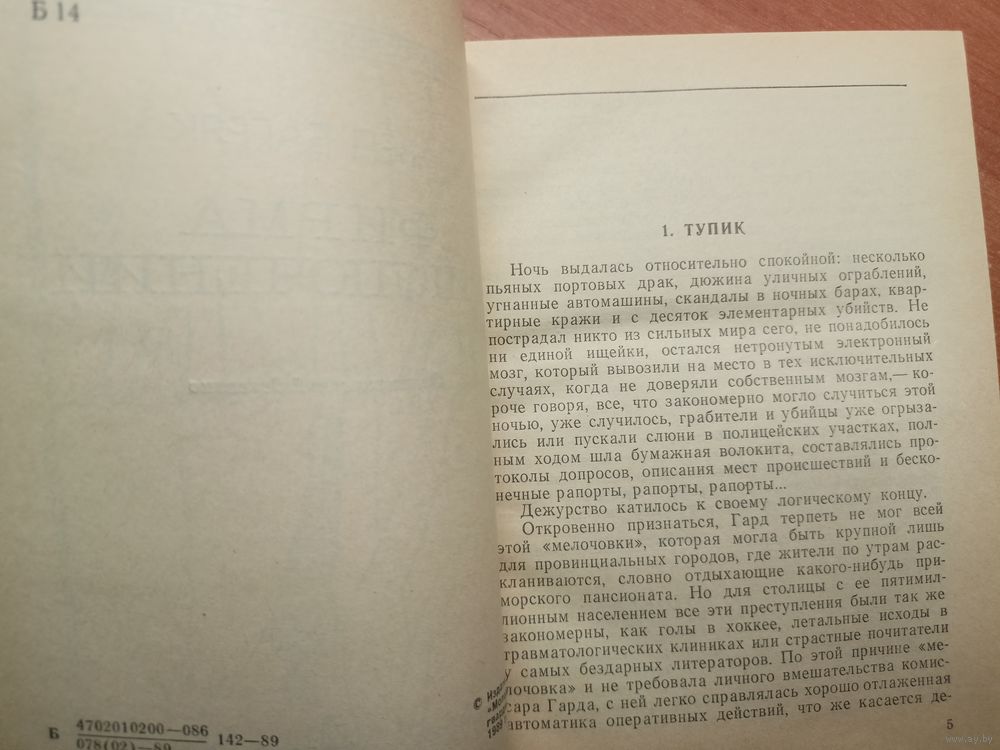 Б 14
Б 4702010200—086
078(02)—89 142—89
1. ТУПИК
Ночь выдалась относительно спокойной: несколько
пьяных портовых драк, дюжина уличных ограблений,
угнанные автомашины, скандалы в ночных барах, квар-
тирные кражи и с десяток элементарных убийств. Не
пострадал никто из сильных мира сего, не понадобилось
ни единой ищейки, остался нетронутым электронный
мозг, который вывозили на место в тех исключительных
случаях, когда не доверяли собственным мозгам,— ко-
роче говоря, все, что закономерно могло случиться этой
ночью, уже случилось, грабители и убийцы уже огрыза-
лись или пускали слюни в полицейских участках, пол-
ным ходом шла бумажная волокита, составлялись про-
токолы допросов, описания мест происшествий и беско-
нечные рапорты, рапорты, рапорты...
Дежурство катилось к своему логическому концу.
Откровенно признаться, Гард терпеть не мог всей
этой «мелочовки», которая могла быть крупной лишь
для провинциальных городов, где жители по утрам рас-
кланиваются, словно отдыхающие какого-нибудь при-
морского пансионата. Но для столицы с ее пятимил-
лионным населением все эти преступления были так же
закономерны, как голы в хоккее, летальные исходы в
травматологических клиниках или страстные почитатели
у самых бездарных литераторов. По этой причине «ме-
лочовка» и не требовала личного вмешательства комис-
сара Гарда, с ней легко справлялась хорошо отлаженная
автоматика оперативных действий, что же касается де-
©
5
www.ay.by